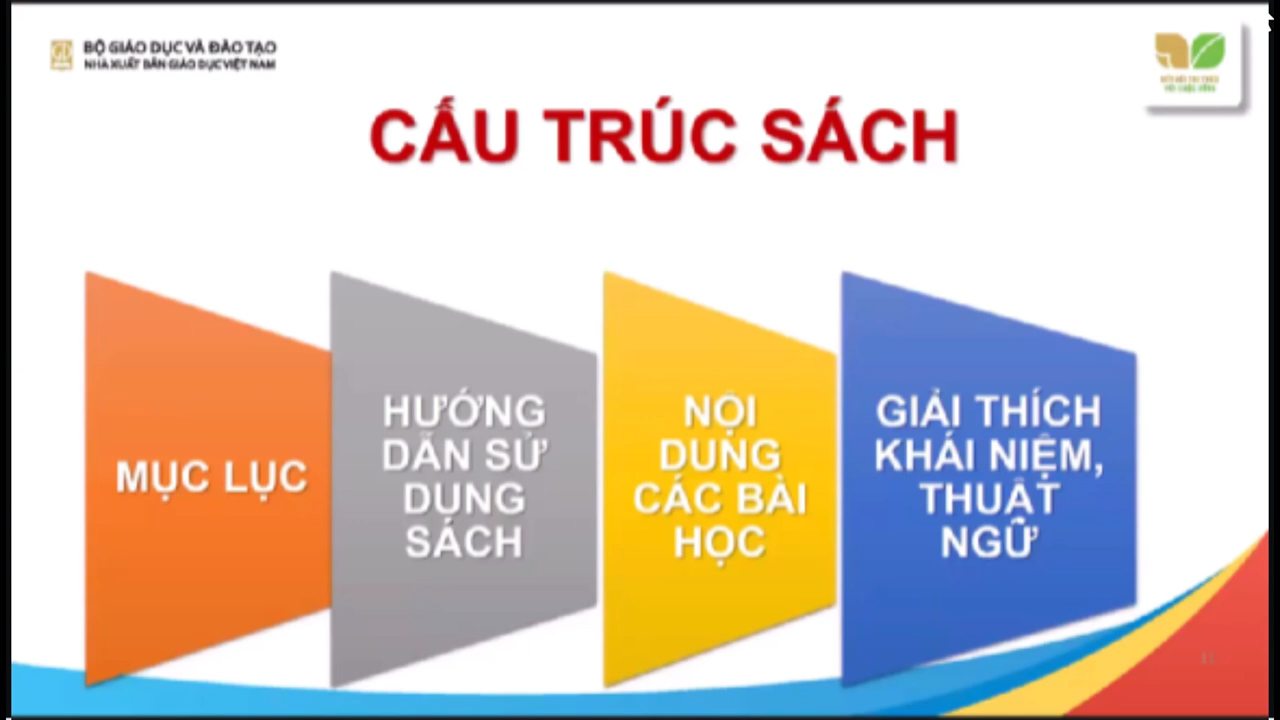 BỘ GIÁO DỤC VÀ ĐÀO TẠO
NHÀ XUẤT BẢN GIÁO DỤC VIỆT NAM
CẤU TRÚC SÁCH
MỤC LỤC
HƯỚNG
DẪN SỬ
DỤNG
SÁCH
NỘI
DUNG
CÁC BÀI
HỌC
GIẢI THÍCH
KHÁI NIỆM,
THUẬT
NGỮ